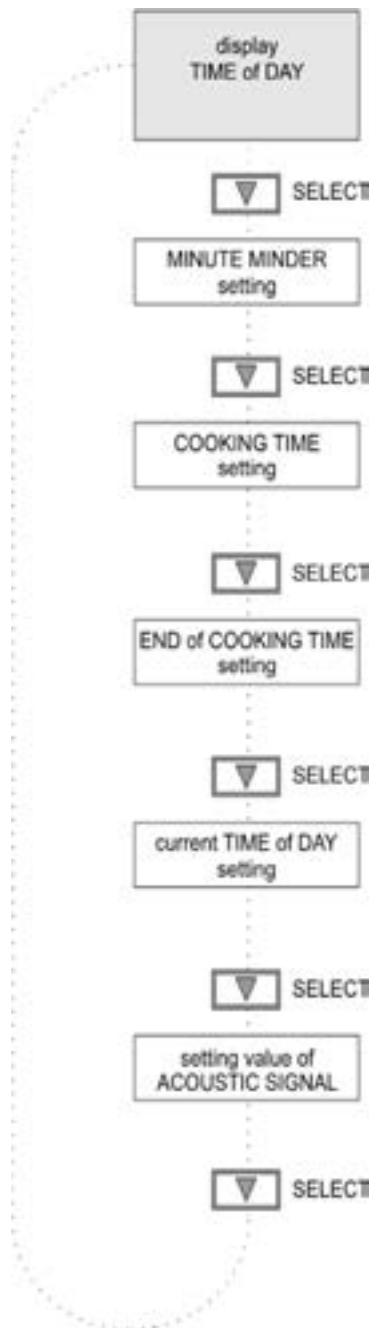 display
TIME of DAY
SELECT
MINUTE MINDER
setting
SELECT
COOKING TIME
setting
SELECT
END of COOKING TIME
setting
SELECT
current TIME of DAY
setting
SELECT
setting value of
ACOUSTIC SIGNAL
SELECT